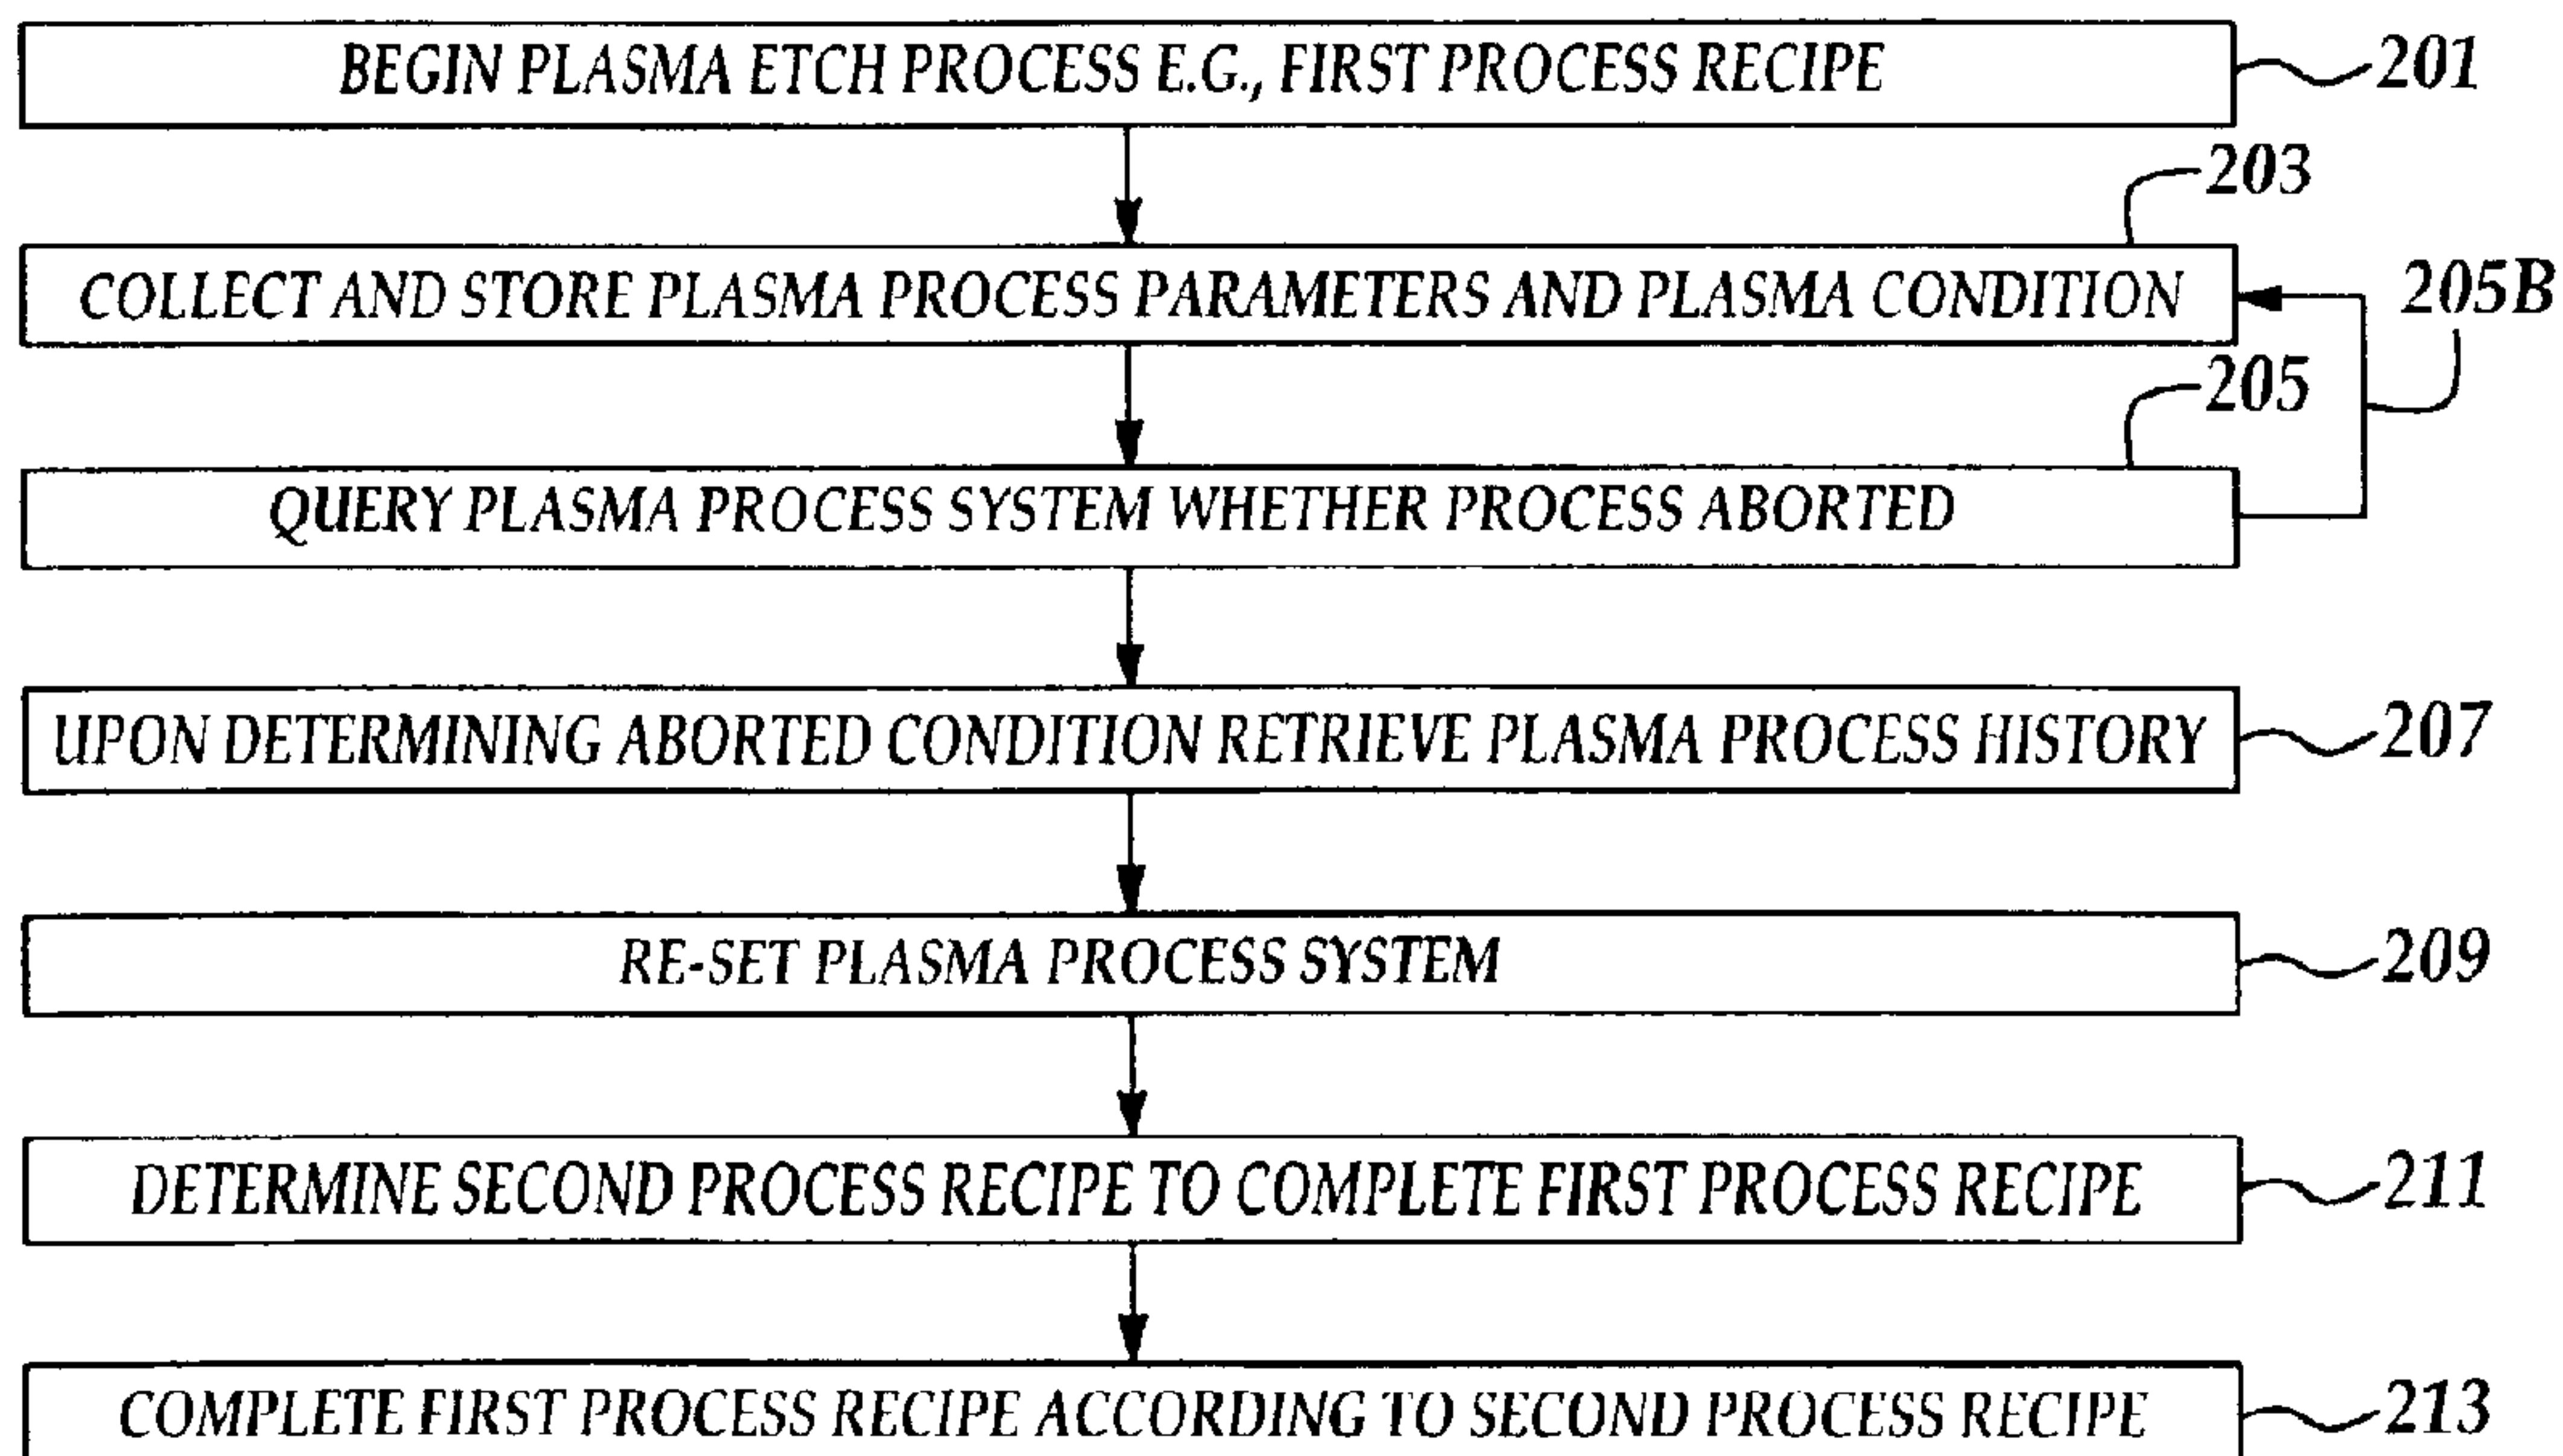 BEGIN PLASMA ETCH PROCESS E.G., FIRST PROCESS RECIPE
201
203
COLLECT AND STORE PLASMA PROCESS PARAMETERS AND PLASMA CONDITION
205B
205
QUERY PLASMA PROCESS SYSTEM WHETHER PROCESS ABORTED
UPON DETERMINING ABORTED CONDITION RETRIEVE PLASMA PROCESS HISTORY
207
RE-SET PLASMA PROCESS SYSTEM
209
DETERMINE SECOND PROCESS RECIPE TO COMPLETE FIRST PROCESS RECIPE
211
COMPLETE FIRST PROCESS RECIPE ACCORDING TO SECOND PROCESS RECIPE
213